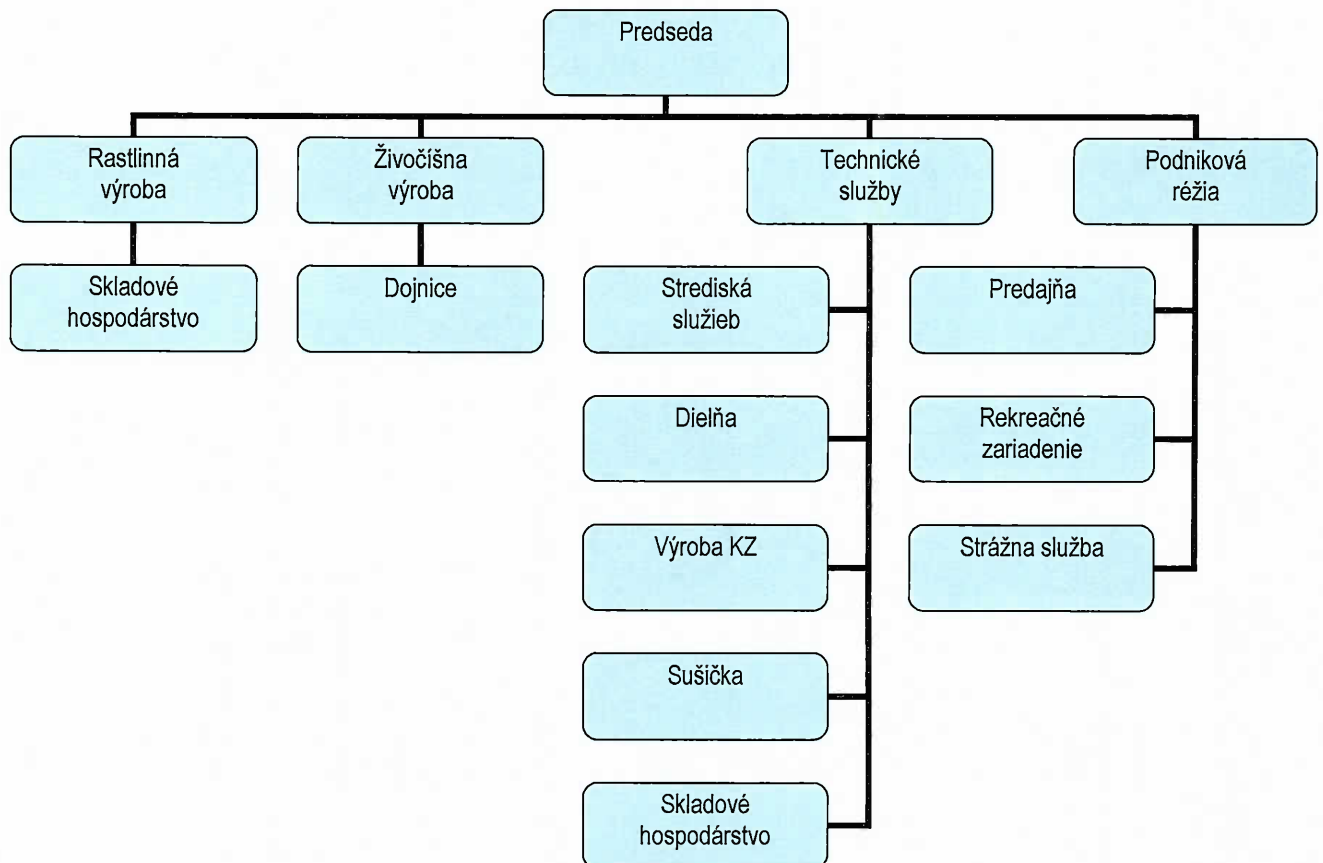 Predseda
Rastlinná
výroba
Živočíšna
výroba
Technické
služby
Podniková
réžia
Skladové
hospodárstvo
Dojnice
Strediská
služieb
Predajňa
Dielňa
Rekreačné
zariadenie
Výroba KZ
Strážna služba
Sušička
Skladové
hospodárstvo